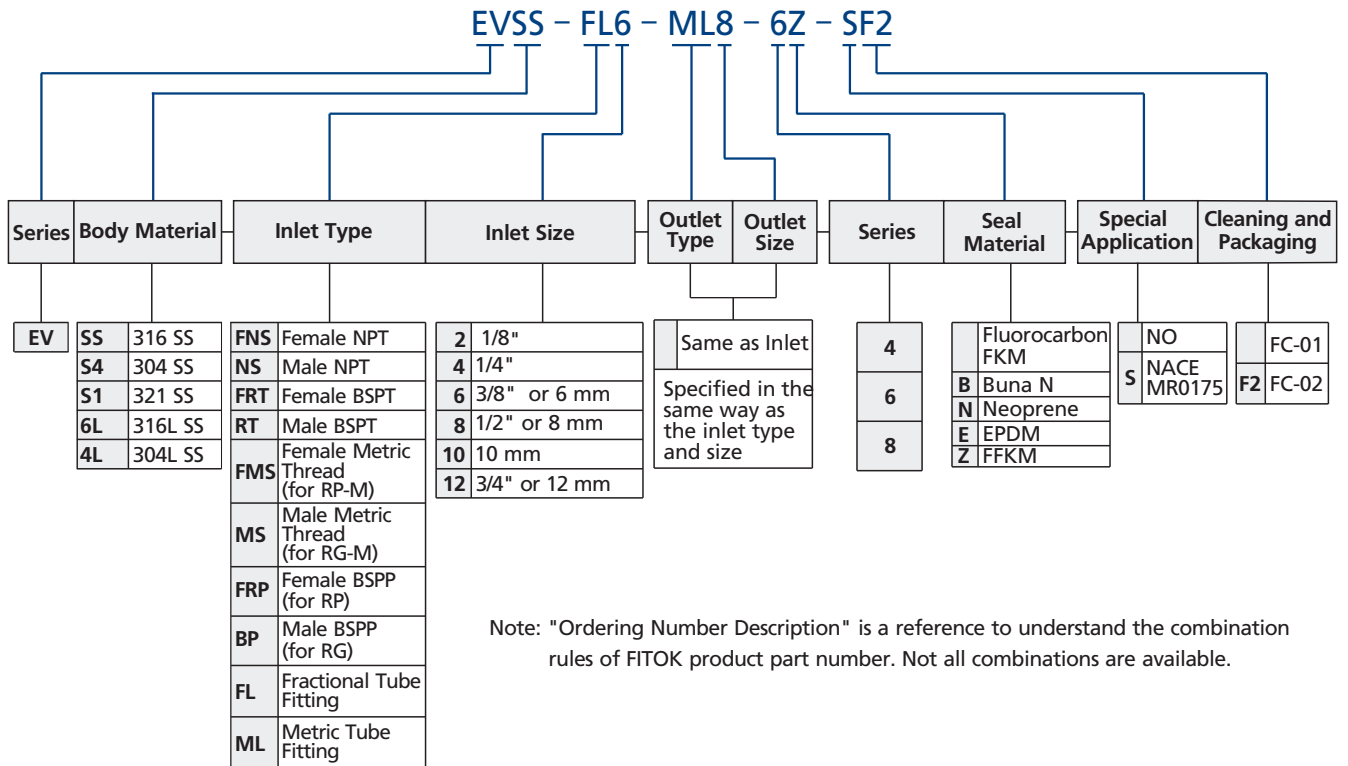 EVSS – FL6 – ML8 – 6Z – SF2
Series
Body Material
Inlet Type
Inlet Size
Outlet
Type
Outlet
Size
Series
Seal
Material
Special
Application
Cleaning and
Packaging
EV
SS 316 SS
S4 304 SS
S1 321 SS
6L 316L SS
4L 304L SS
FNS Female NPT
NS Male NPT
FRT Female BSPT
RT Male BSPT
FMS Female Metric
Thread
(for RP-M)
MS Male Metric
Thread
(for RG-M)
FRP Female BSPP
(for RP)
BP Male BSPP
(for RG)
FL Fractional Tube
Fitting
ML Metric Tube
Fitting
2 1/8"
4 1/4"
6 3/8" or 6 mm
8 1/2" or 8 mm
10 10 mm
12 3/4" or 12 mm
Same as Inlet
Specified in the
same way as
the inlet type
and size
4
6
8
Fluorocarbon
FKM
B Buna N
N Neoprene
E EPDM
Z FFKM
NO
S NACE
MR0175
FC-01
F2 FC-02
Note: "Ordering Number Description" is a reference to understand the combination
rules of FITOK product part number. Not all combinations are available.